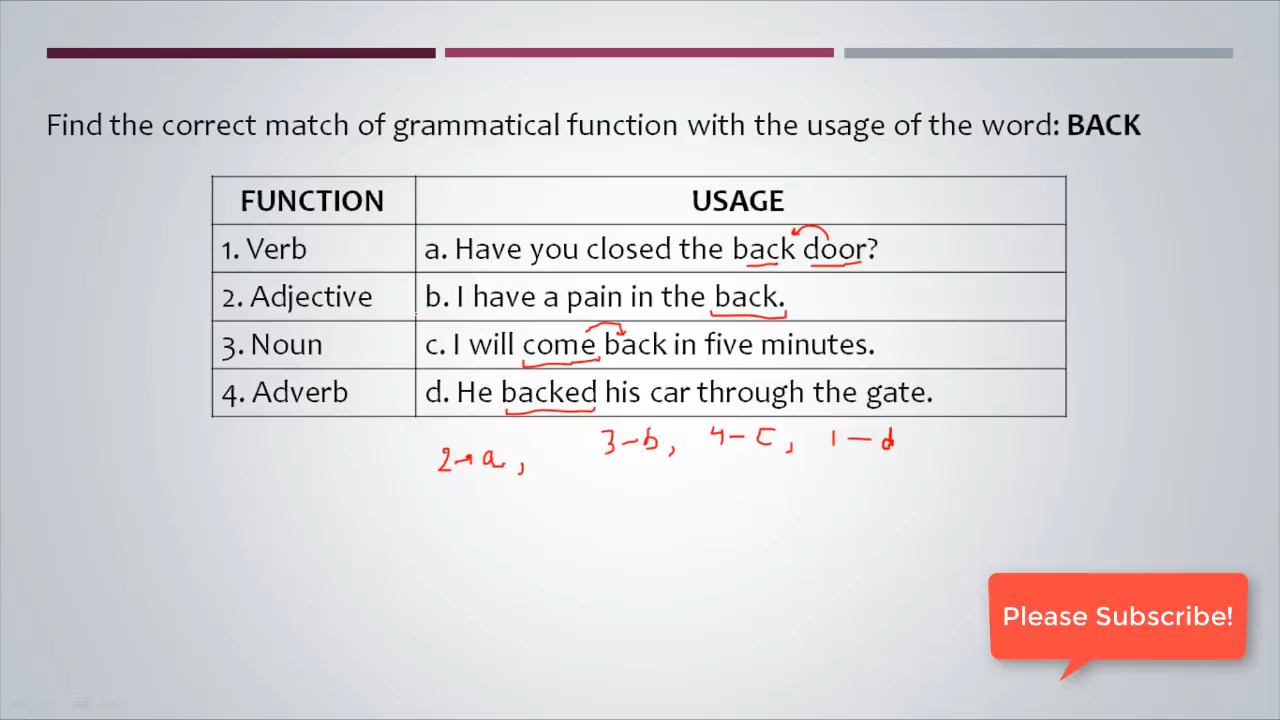 Find the correct match of grammatical function with the usage of the word: BACK
FUNCTION USAGE
1. Verb a. Have you closed the back door?
2. Adjective b. I have a pain in the back.
3. Noun c. I will come back in five minutes.
4. Adverb d. He backed his car through the gate.
2→a, 3-b, 4-c, 1-d
Please Subscribe!